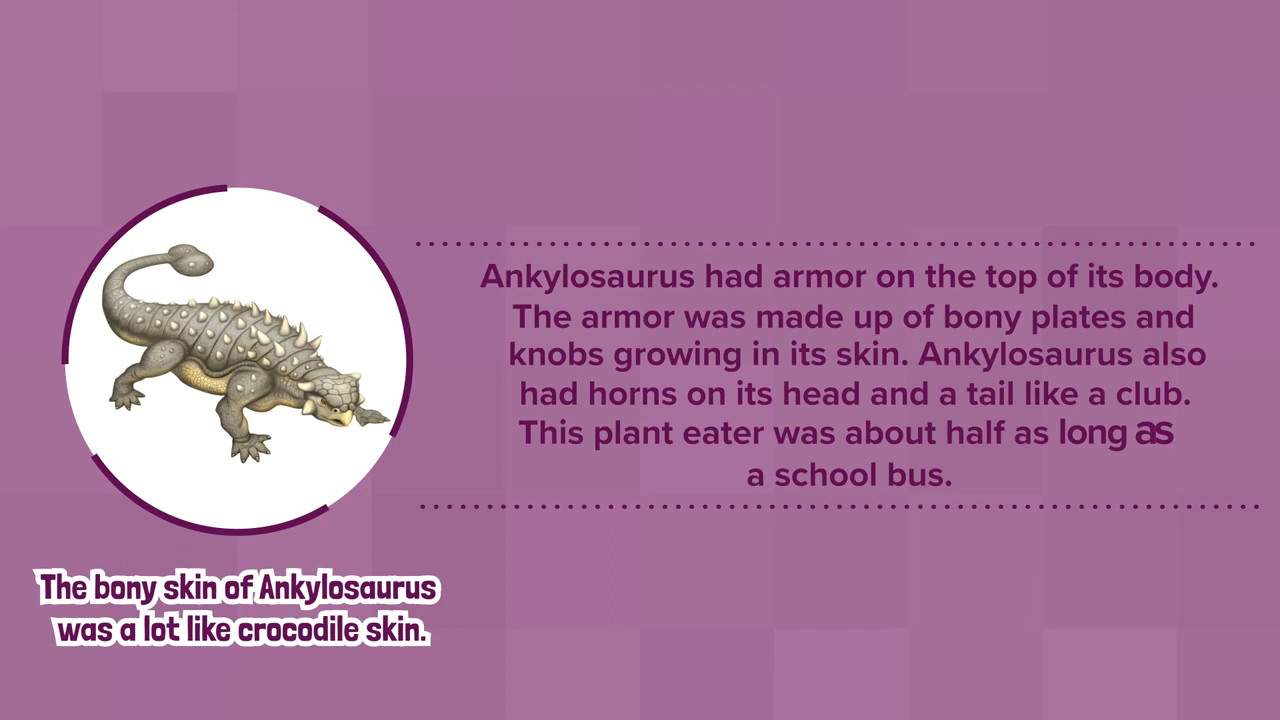 Ankylosaurus had armor on the top of its body.
The armor was made up of bony plates and
knobs growing in its skin. Ankylosaurus also
had horns on its head and a tail like a club.
This plant eater was about half as long as
a school bus.
The bony skin of Ankylosaurus
was a lot like crocodile skin.